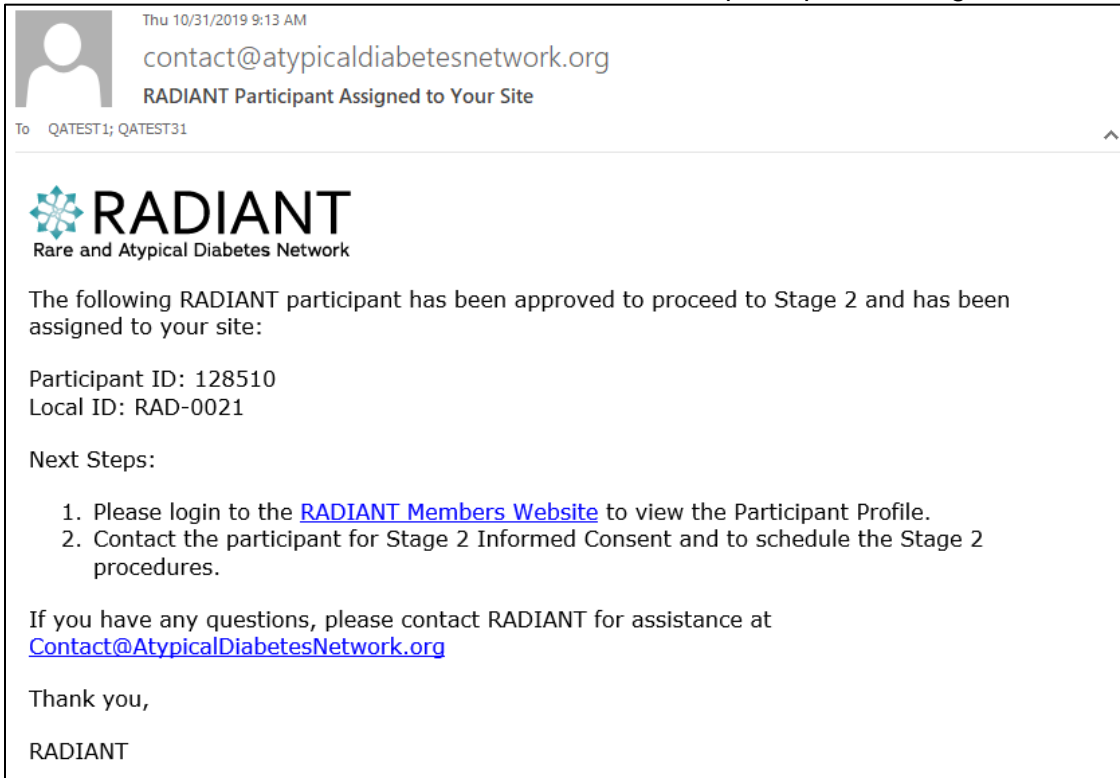 Thu 10/31/2019 9:13 AM
contact@atypicaldiabetesnetwork.org
RADIANT Participant Assigned to Your Site
To QATEST1; QATEST31
RADIANT
Rare and Atypical Diabetes Network
The following RADIANT participant has been approved to proceed to Stage 2 and has been
assigned to your site:
Participant ID: 128510
Local ID: RAD-0021
Next Steps:
1. Please login to the RADIANT Members Website to view the Participant Profile.
2. Contact the participant for Stage 2 Informed Consent and to schedule the Stage 2
procedures.
If you have any questions, please contact RADIANT for assistance at
Contact@AtypicalDiabetesNetwork.org
Thank you,
RADIANT